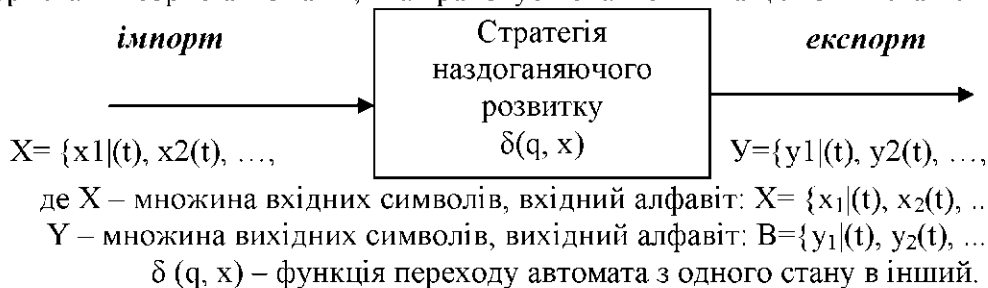 імпорт
Стратегія
наздоганяючого
розвитку
δ(q, x)
експорт
X= {x1|(t), x2(t), …,
У={y1|(t), y2(t), …,
де X – множина вхідних символів, вхідний алфавіт: X= {x₁|(t), x₂(t), ..
Y – множина вихідних символів, вихідний алфавіт: B={y₁|(t), y₂(t), ...
δ (q, x) – функція переходу автомата з одного стану в інший.